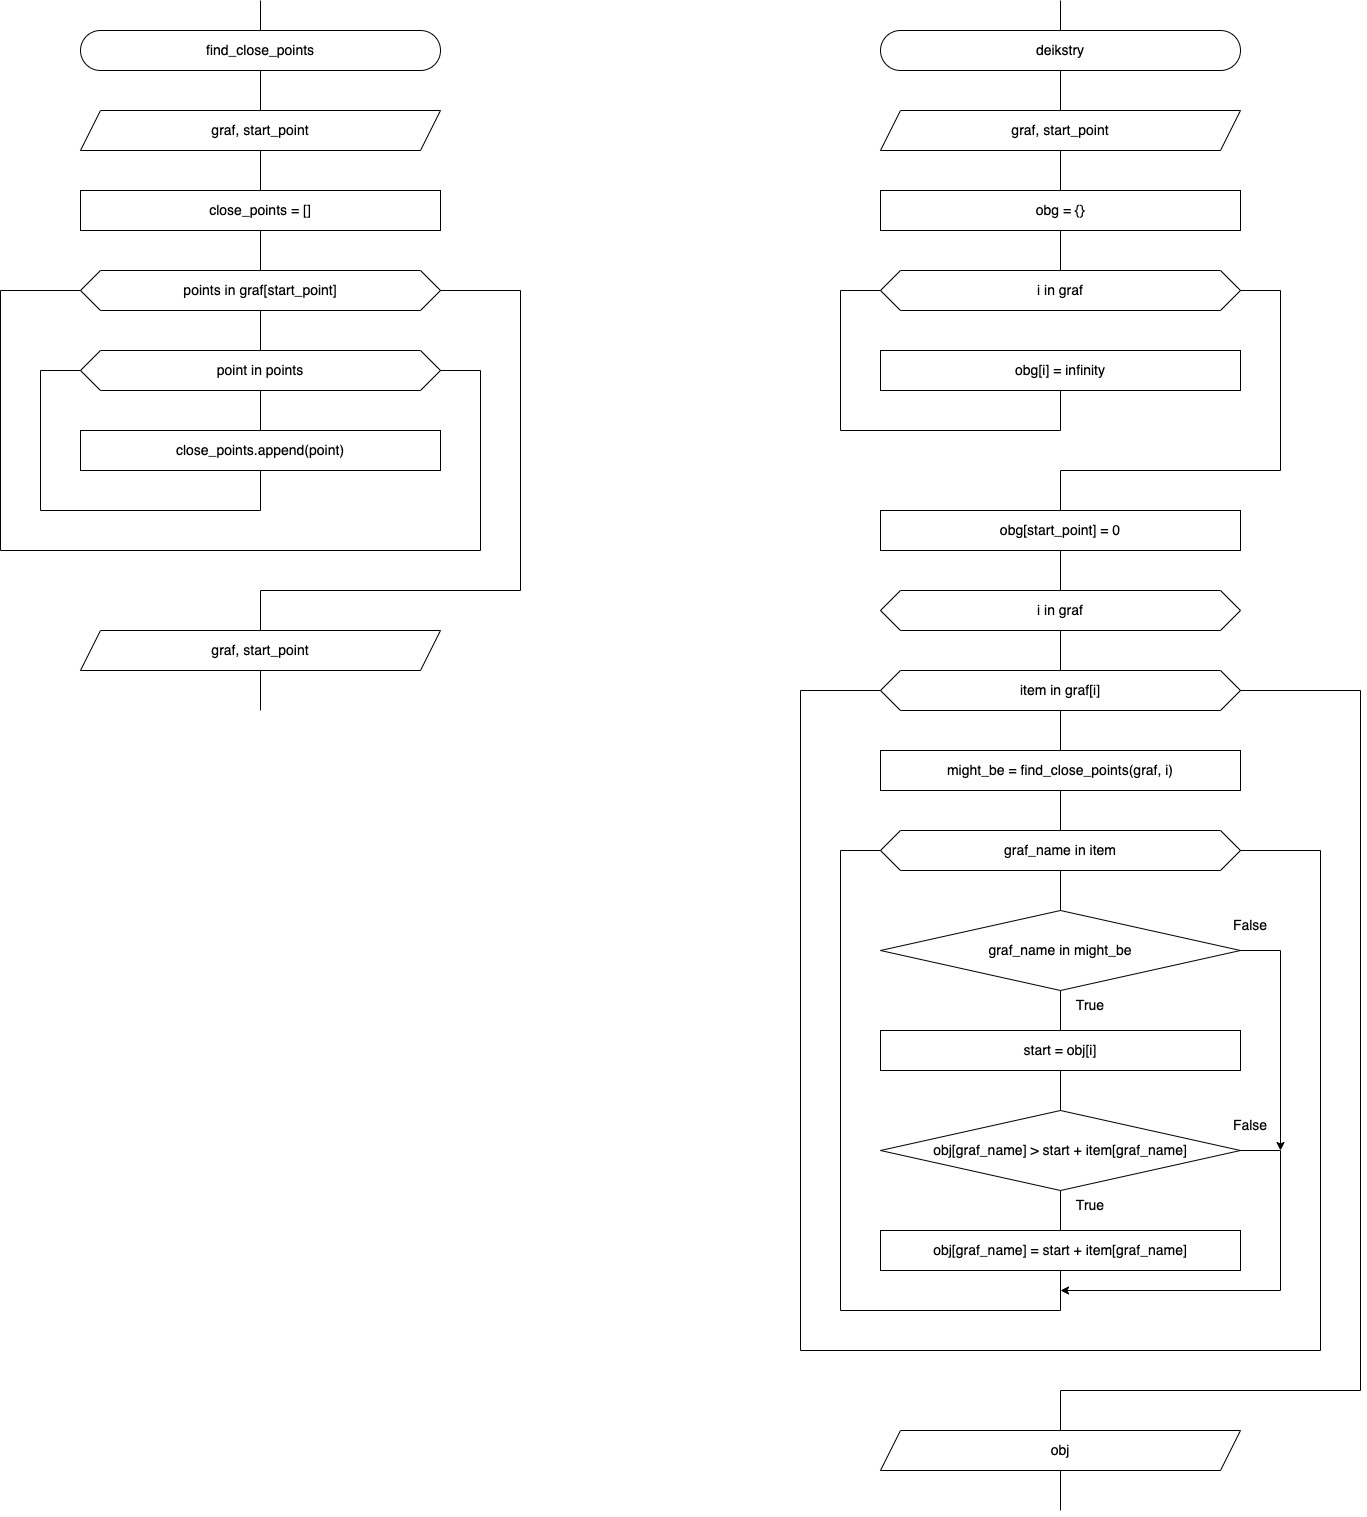 find_close_points
graf, start_point
close_points = []
points in graf[start_point]
point in points
close_points.append(point)
graf, start_point
deikstry
graf, start_point
obg = {}
i in graf
obg[i] = infinity
obg[start_point] = 0
i in graf
item in graf[i]
might_be = find_close_points(graf, i)
graf_name in item
False
graf_name in might_be
True
start = obj[i]
False
obj[graf_name] > start + item[graf_name]
True
obj[graf_name] = start + item[graf_name]
obj